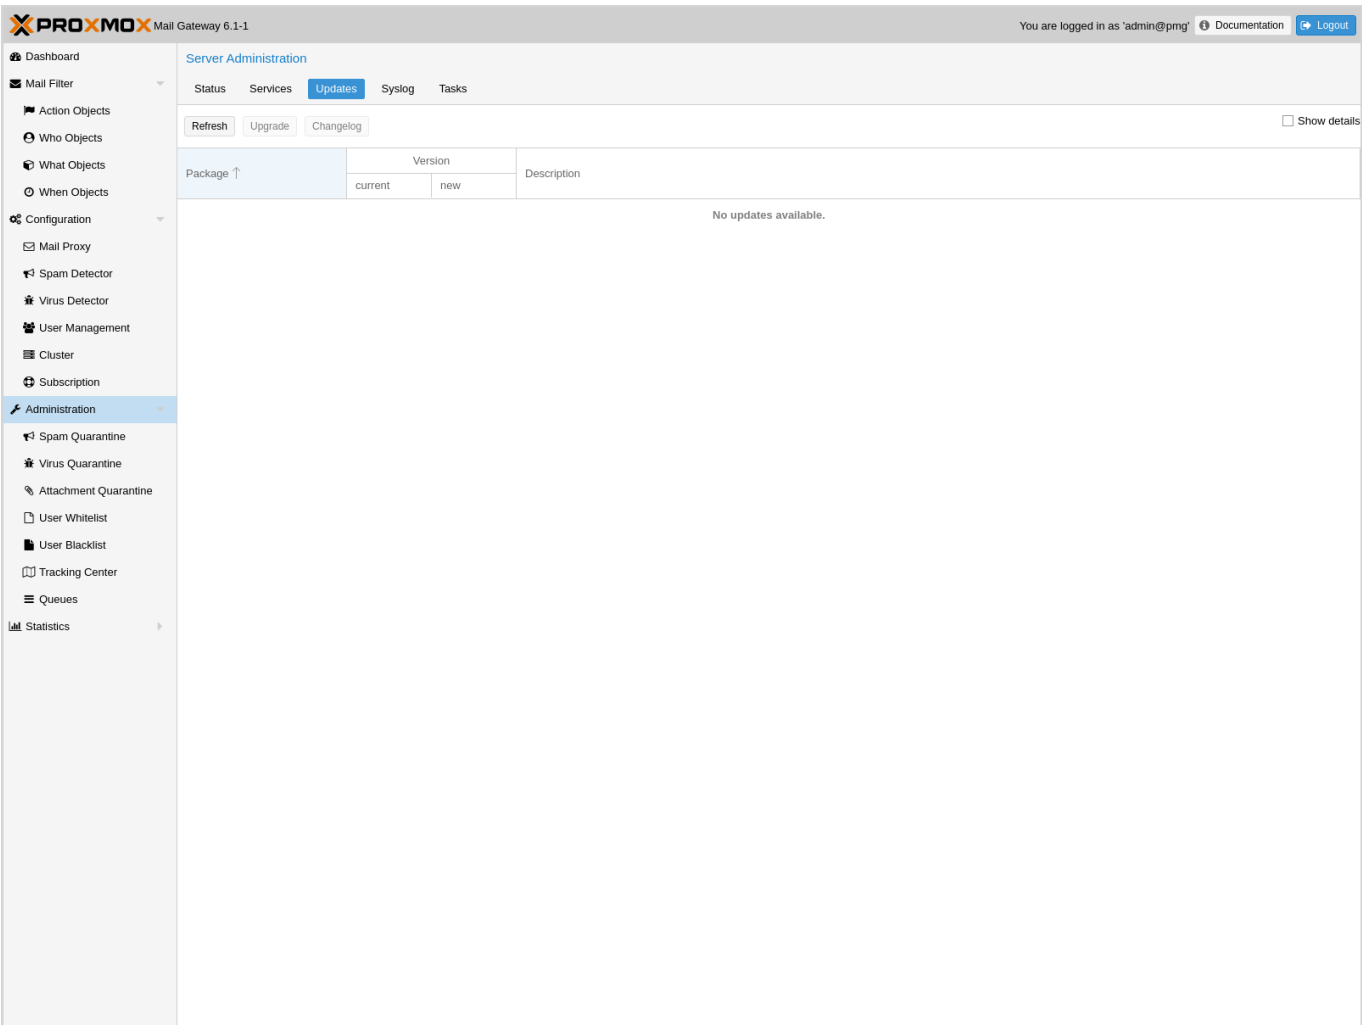 PROXMOX Mail Gateway 6.1-1
You are logged in as 'admin@pmg' Documentation Logout
Dashboard
Mail Filter
Action Objects
Who Objects
What Objects
When Objects
Configuration
Mail Proxy
Spam Detector
Virus Detector
User Management
Cluster
Subscription
Administration
Spam Quarantine
Virus Quarantine
Attachment Quarantine
User Whitelist
User Blacklist
Tracking Center
Queues
Statistics
Server Administration
Status Services Updates Syslog Tasks
Refresh Upgrade Changelog Show details
Package Version Description
current new
No updates available.